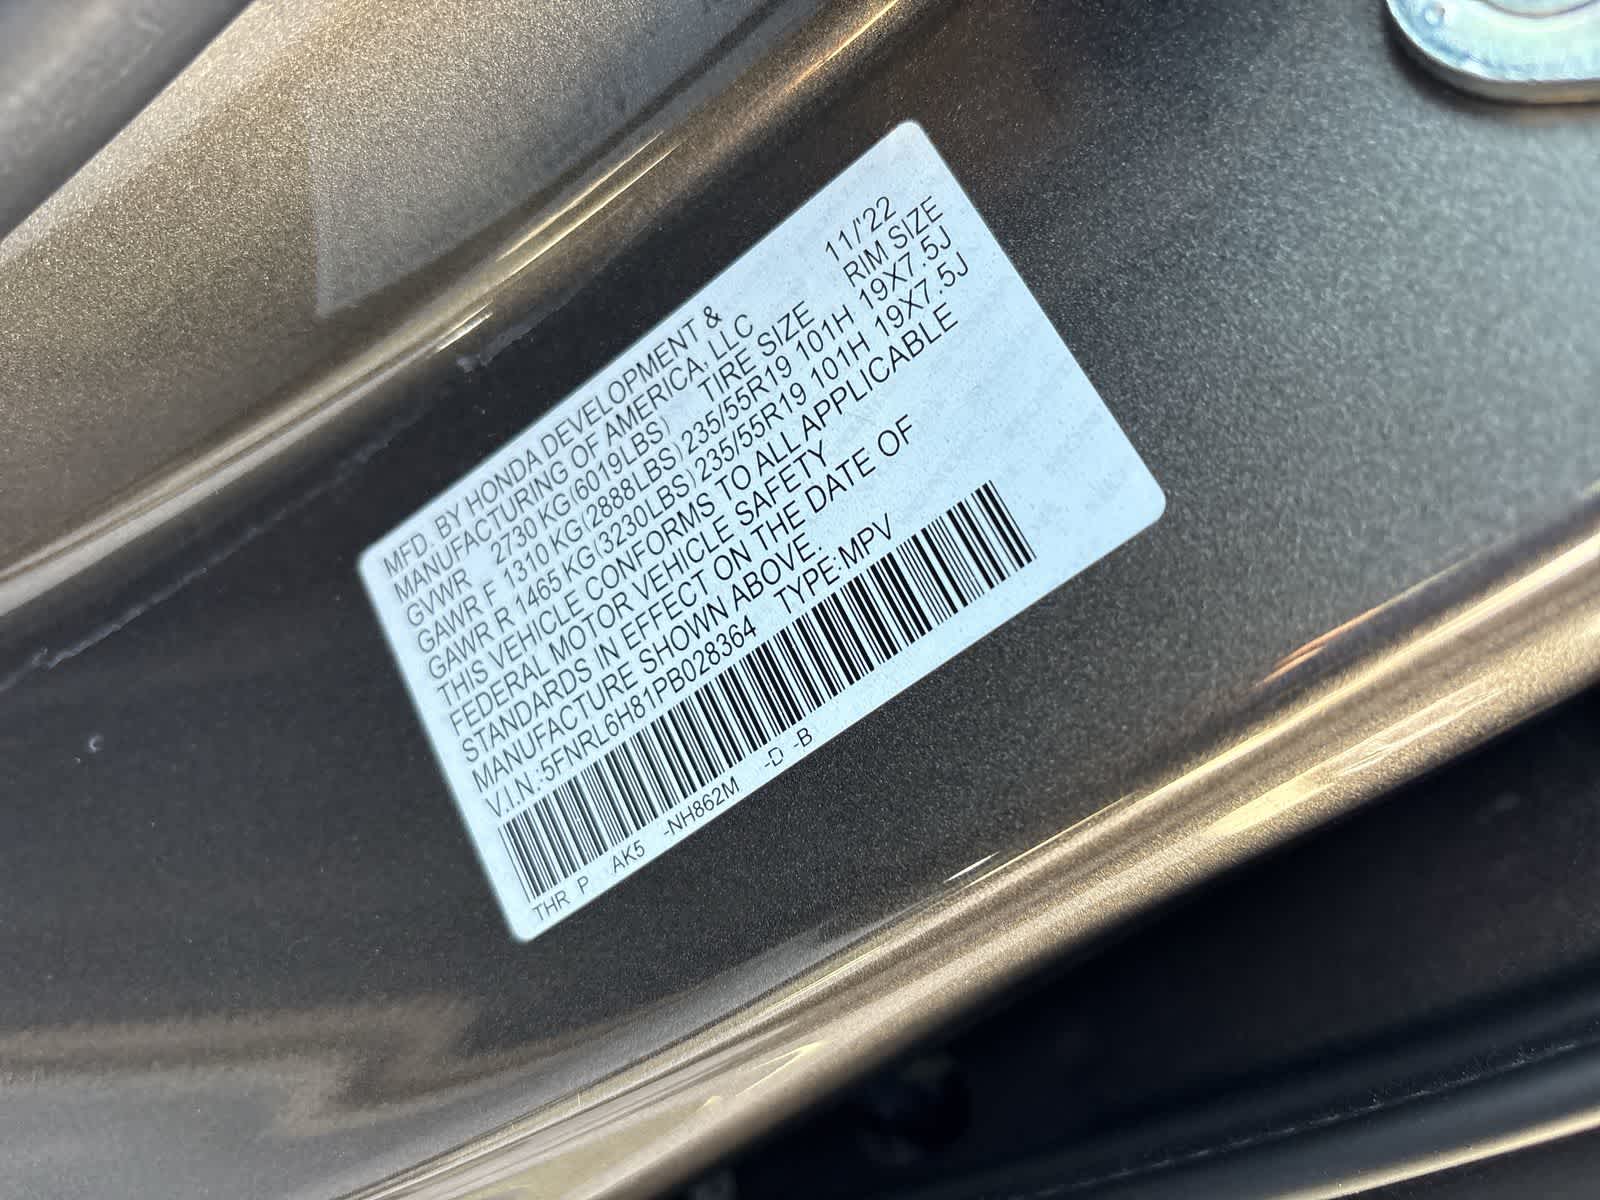 MFD. BY HONDA DEVELOPMENT &
MANUFACTURING OF AMERICA, LLC 11/'22
GVWR 2730 KG(6019LBS) TIRE SIZE RIM SIZE
GAWR F 1310 KG(2888LBS) 235/55R19 101H 19X7.5J
GAWR R 1465 KG(3230LBS) 235/55R19 101H 19X7.5J
THIS VEHICLE CONFORMS TO ALL APPLICABLE
FEDERAL MOTOR VEHICLE SAFETY
STANDARDS IN EFFECT ON THE DATE OF
MANUFACTURE SHOWN ABOVE.
V.I.N.:5FNRL6H81PB028364 TYPE:MPV
THR P AK5 -NH862M -D -B